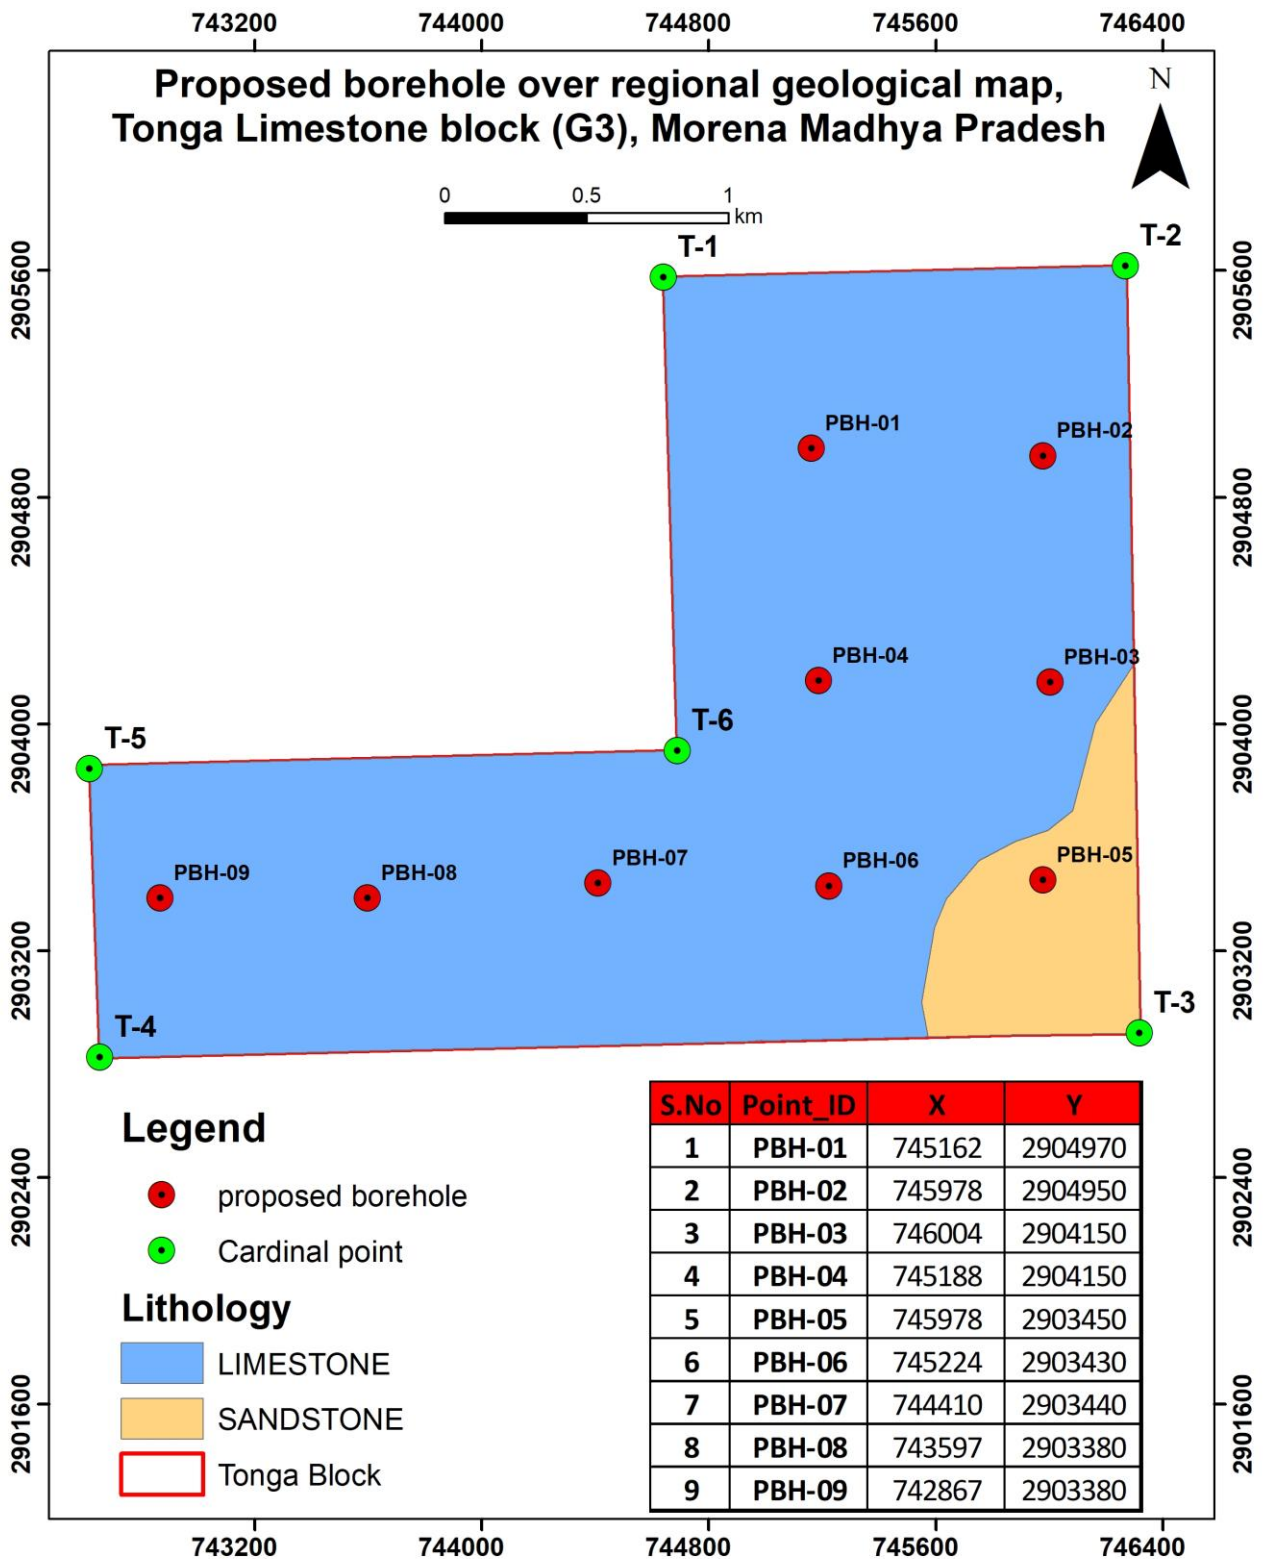 743200 744000 744800 745600 746400
Proposed borehole over regional geological map,
Tonga Limestone block (G3), Morena Madhya Pradesh
N
0 0.5 1
km
T-1
T-2
2905600
2905600
PBH-01
PBH-02
2904800
2904800
PBH-04
PBH-03
T-6
T-5
2904000
2904000
PBH-09
PBH-08
PBH-07
PBH-06
PBH-05
2903200
2903200
T-4
T-3
Legend
proposed borehole
Cardinal point
Lithology
LIMESTONE
SANDSTONE
Tonga Block
S.No Point_ID X Y
1 PBH-01 745162 2904970
2 PBH-02 745978 2904950
3 PBH-03 746004 2904150
4 PBH-04 745188 2904150
5 PBH-05 745978 2903450
6 PBH-06 745224 2903430
7 PBH-07 744410 2903440
8 PBH-08 743597 2903380
9 PBH-09 742867 2903380
2902400
2902400
2901600
2901600
743200 744000 744800 745600 746400